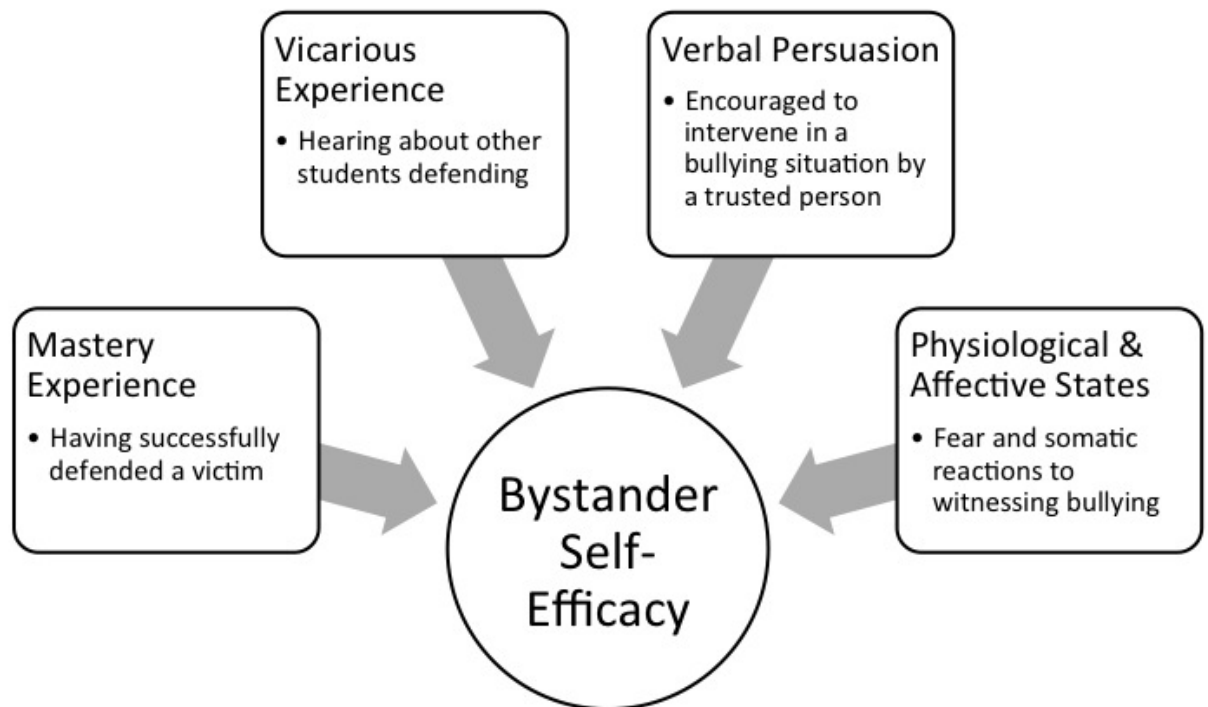 Vicarious
Experience
• Hearing about other
students defending
Verbal Persuasion
• Encouraged to
intervene in a
bullying situation by
a trusted person
Mastery
Experience
• Having successfully
defended a victim
Physiological &
Affective States
• Fear and somatic
reactions to
witnessing bullying
Bystander
Self-
Efficacy